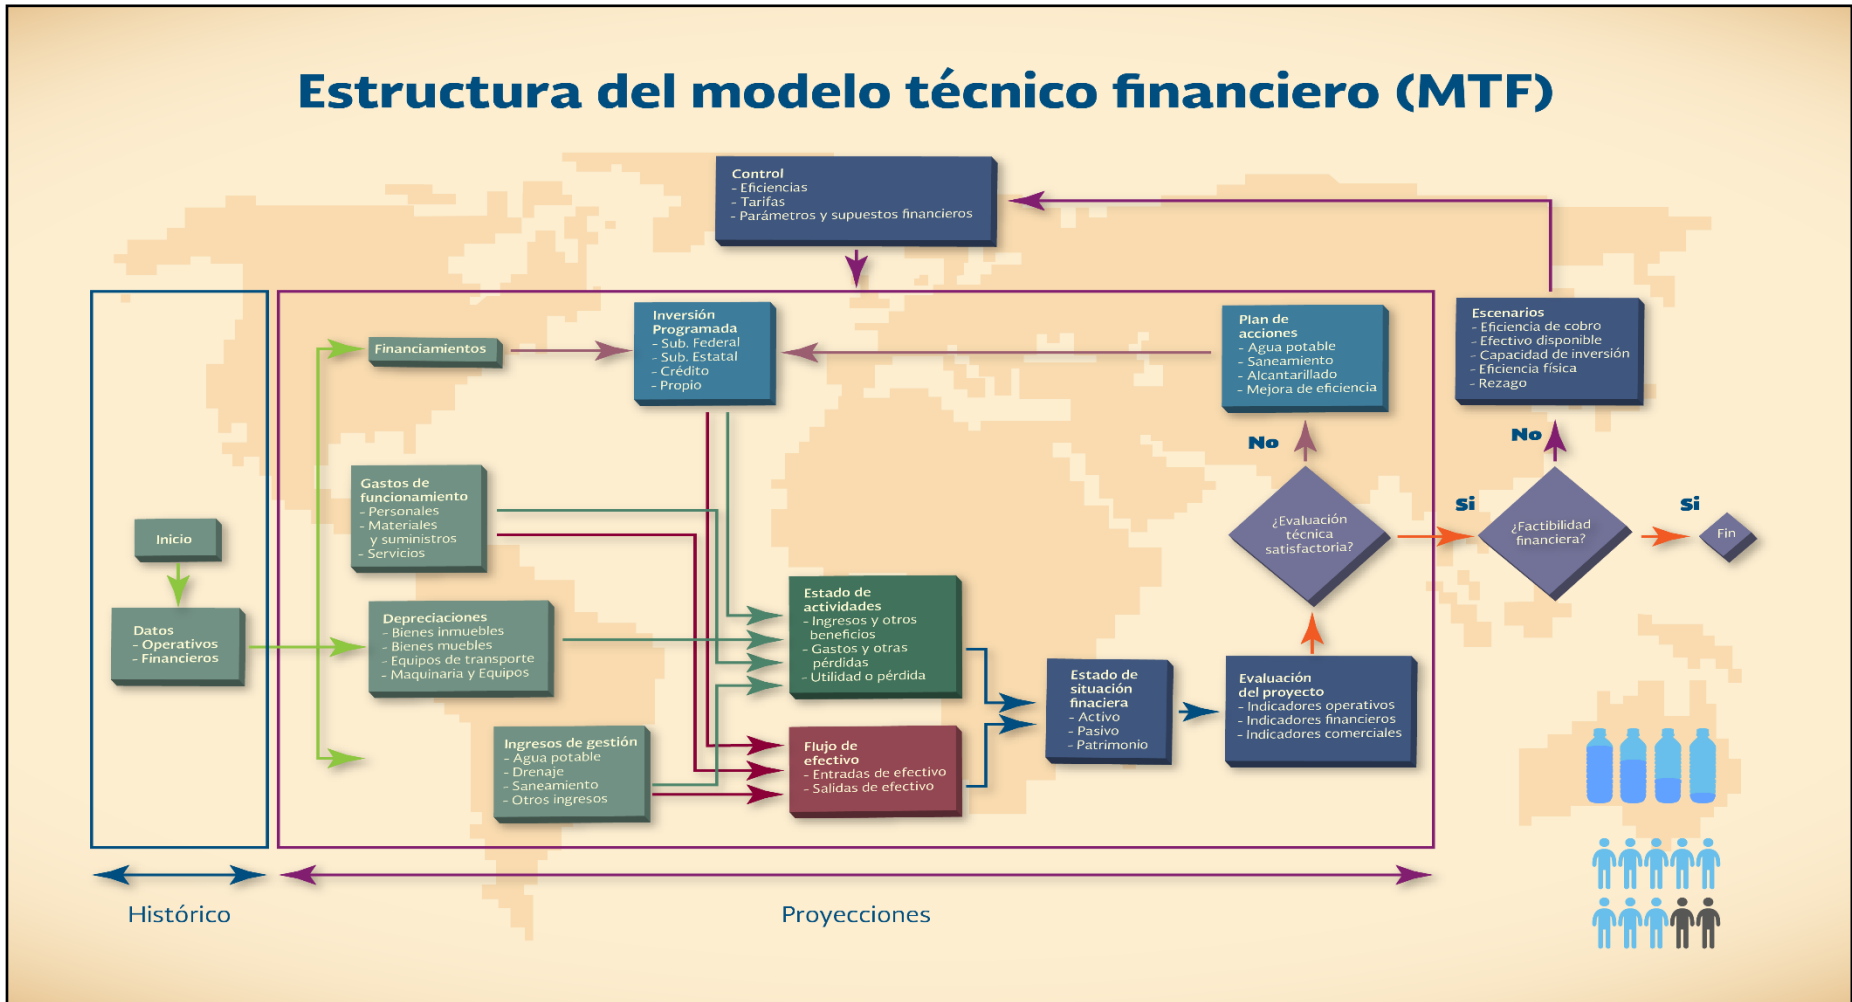 Estructura del modelo técnico financiero (MTF)
Control
- Eficiencias
- Tarifas
- Parámetros y supuestos financieros
Inicio
Datos
- Operativos
- Financieros
Financiamientos
Inversión
Programada
- Sub. Federal
- Sub. Estatal
- Crédito
- Propio
Gastos de
funcionamiento
- Personales
- Materiales
y suministros
- Servicios
Depreciaciones
- Bienes inmuebles
- Bienes muebles
- Equipos de transporte
- Maquinaria y Equipos
Ingresos de gestión
- Agua potable
- Drenaje
- Saneamiento
- Otros ingresos
Estado de
actividades
- Ingresos y otros
beneficios
- Gastos y otras
pérdidas
- Utilidad o pérdida
Flujo de
efectivo
- Entradas de efectivo
- Salidas de efectivo
Estado de
situación
finaciera
- Activo
- Pasivo
- Patrimonio
Evaluación
del proyecto
- Indicadores operativos
- Indicadores financieros
- Indicadores comerciales
¿Evaluación
técnica
satisfactoria?
No
Plan de
acciones
- Agua potable
- Saneamiento
- Alcantarillado
- Mejora de eficiencia
Si
¿Factibilidad
financiera?
No
Escenarios
- Eficiencia de cobro
- Efectivo disponible
- Capacidad de inversión
- Eficiencia física
- Rezago
Si
Fin
Histórico
Proyecciones